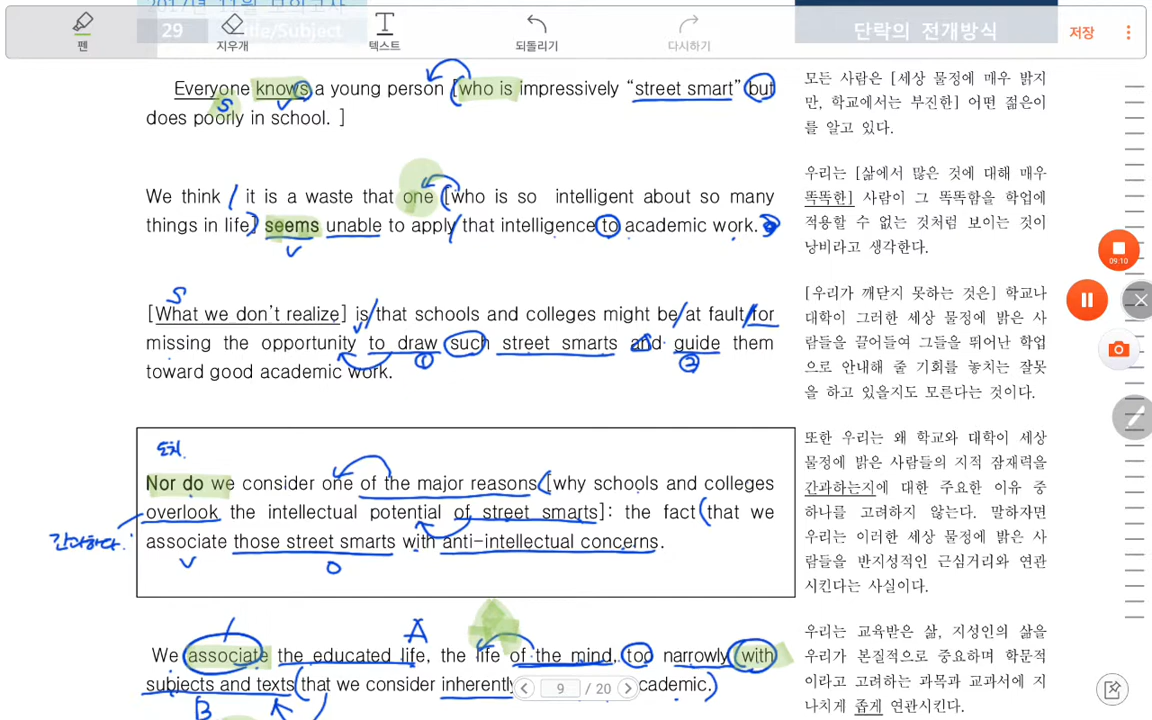 2017년 11월 모의고사
29
Title/Subject
단락의 전개방식
저장
펜
지우개
텍스트
되돌리기
다시하기
Everyone knows a young person [who is impressively “street smart” but
does poorly in school. ]
S
We think / it is a waste that one [who is so intelligent about so many
things in life] seems unable to apply that intelligence to academic work.
v
S
[What we don’t realize] is that schools and colleges might be at fault for
missing the opportunity to draw such street smarts and guide them
① ②
toward good academic work.
도치
Nor do we consider one of the major reasons [why schools and colleges
overlook the intellectual potential of street smarts]: the fact that we
간과하다
associate those street smarts with anti-intellectual concerns.
v O
A
We associate the educated life, the life of the mind, too narrowly with
subjects and texts that we consider inherently academic.
B
9 / 20
모든 사람은 [세상 물정에 매우 밝지
만, 학교에서는 부진한] 어떤 젊은이
를 알고 있다.
우리는 [삶에서 많은 것에 대해 매우
똑똑한] 사람이 그 똑똑함을 학업에
적용할 수 없는 것처럼 보이는 것이
낭비라고 생각한다.
[우리가 깨닫지 못하는 것은] 학교나
대학이 그러한 세상 물정에 밝은 사
람들을 끌어들여 그들을 뛰어난 학업
으로 안내해 줄 기회를 놓치는 잘못
을 하고 있을지도 모른다는 것이다.
또한 우리는 왜 학교와 대학이 세상
물정에 밝은 사람들의 지적 잠재력을
간과하는지에 대한 주요한 이유 중
하나를 고려하지 않는다. 말하자면
우리는 이러한 세상 물정에 밝은 사
람들을 반지성적인 근심거리와 연관
시킨다는 사실이다.
우리는 교육받은 삶, 지성인의 삶을
우리가 본질적으로 중요하며 학문적
이라고 고려하는 과목과 교과서에 지
나치게 좁게 연관시킨다.
09:10